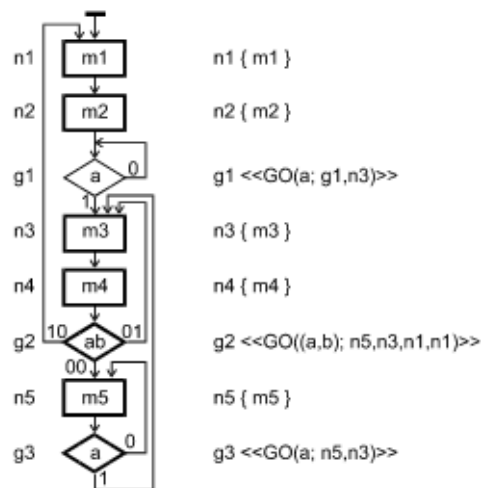 n1 m1 n1 { m1 }
n2 m2 n2 { m2 }
g1 a 0 g1 <<GO(a; g1,n3)>>
1
n3 m3 n3 { m3 }
n4 m4 n4 { m4 }
g2 10 ab 01 g2 <<GO((a,b); n5,n3,n1,n1)>>
00
n5 m5 n5 { m5 }
g3 a 0 g3 <<GO(a; n5,n3)>>
1